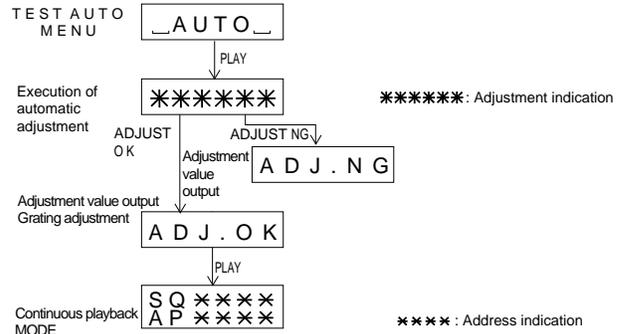 TEST AUTO
MENU
␣AUTO␣
PLAY
Execution of
automatic
adjustment
******
******: Adjustment indication
ADJUST
OK
ADJUST NG
Adjustment
value
output
ADJ.NG
Adjustment value output
Grating adjustment
ADJ.OK
PLAY
Continuous playback
MODE
SQ ****
AP ****
****: Address indication